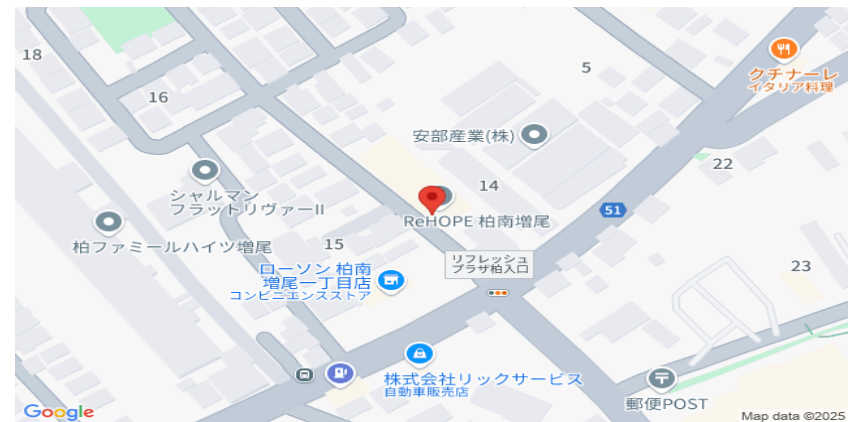 18
5
クチナーレ
イタリア料理
16
安部産業(株)
22
14
シャルマン
フラットリヴァーII
ReHOPE 柏南増尾
51
柏ファミールハイツ増尾
15
リフレッシュ
プラザ柏入口
23
ローソン 柏南
増尾一丁目店
コンビニエンスストア
株式会社リックサービス
自動車販売店
郵便POST
Google
Map data ©2025